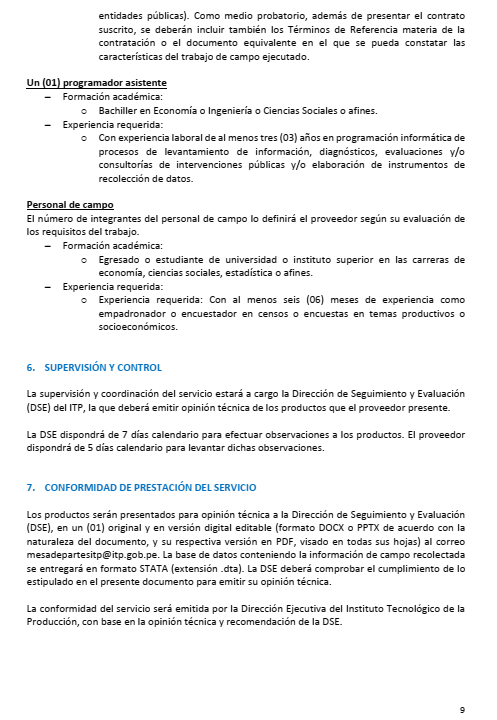 entidades públicas). Como medio probatorio, además de presentar el contrato
suscrito, se deberán incluir también los Términos de Referencia materia de la
contratación o el documento equivalente en el que se pueda constatar las
características del trabajo de campo ejecutado.
Un (01) programador asistente
– Formación académica:
o Bachiller en Economía o Ingeniería o Ciencias Sociales o afines.
– Experiencia requerida:
o Con experiencia laboral de al menos tres (03) años en programación informática de
procesos de levantamiento de información, diagnósticos, evaluaciones y/o
consultorías de intervenciones públicas y/o elaboración de instrumentos de
recolección de datos.
Personal de campo
El número de integrantes del personal de campo lo definirá el proveedor según su evaluación de
los requisitos del trabajo.
– Formación académica:
o Egresado o estudiante de universidad o instituto superior en las carreras de
economía, ciencias sociales, estadística o afines.
– Experiencia requerida:
o Experiencia requerida: Con al menos seis (06) meses de experiencia como
empadronador o encuestador en censos o encuestas en temas productivos o
socioeconómicos.
6. SUPERVISIÓN Y CONTROL
La supervisión y coordinación del servicio estará a cargo la Dirección de Seguimiento y Evaluación
(DSE) del ITP, la que deberá emitir opinión técnica de los productos que el proveedor presente.
La DSE dispondrá de 7 días calendario para efectuar observaciones a los productos. El proveedor
dispondrá de 5 días calendario para levantar dichas observaciones.
7. CONFORMIDAD DE PRESTACIÓN DEL SERVICIO
Los productos serán presentados para opinión técnica a la Dirección de Seguimiento y Evaluación
(DSE), en un (01) original y en versión digital editable (formato DOCX o PPTX de acuerdo con la
naturaleza del documento, y su respectiva versión en PDF, visado en todas sus hojas) al correo
mesadepartesitp@itp.gob.pe. La base de datos conteniendo la información de campo recolectada
se entregará en formato STATA (extensión .dta). La DSE deberá comprobar el cumplimiento de lo
estipulado en el presente documento para emitir su opinión técnica.
La conformidad del servicio será emitida por la Dirección Ejecutiva del Instituto Tecnológico de la
Producción, con base en la opinión técnica y recomendación de la DSE.
9